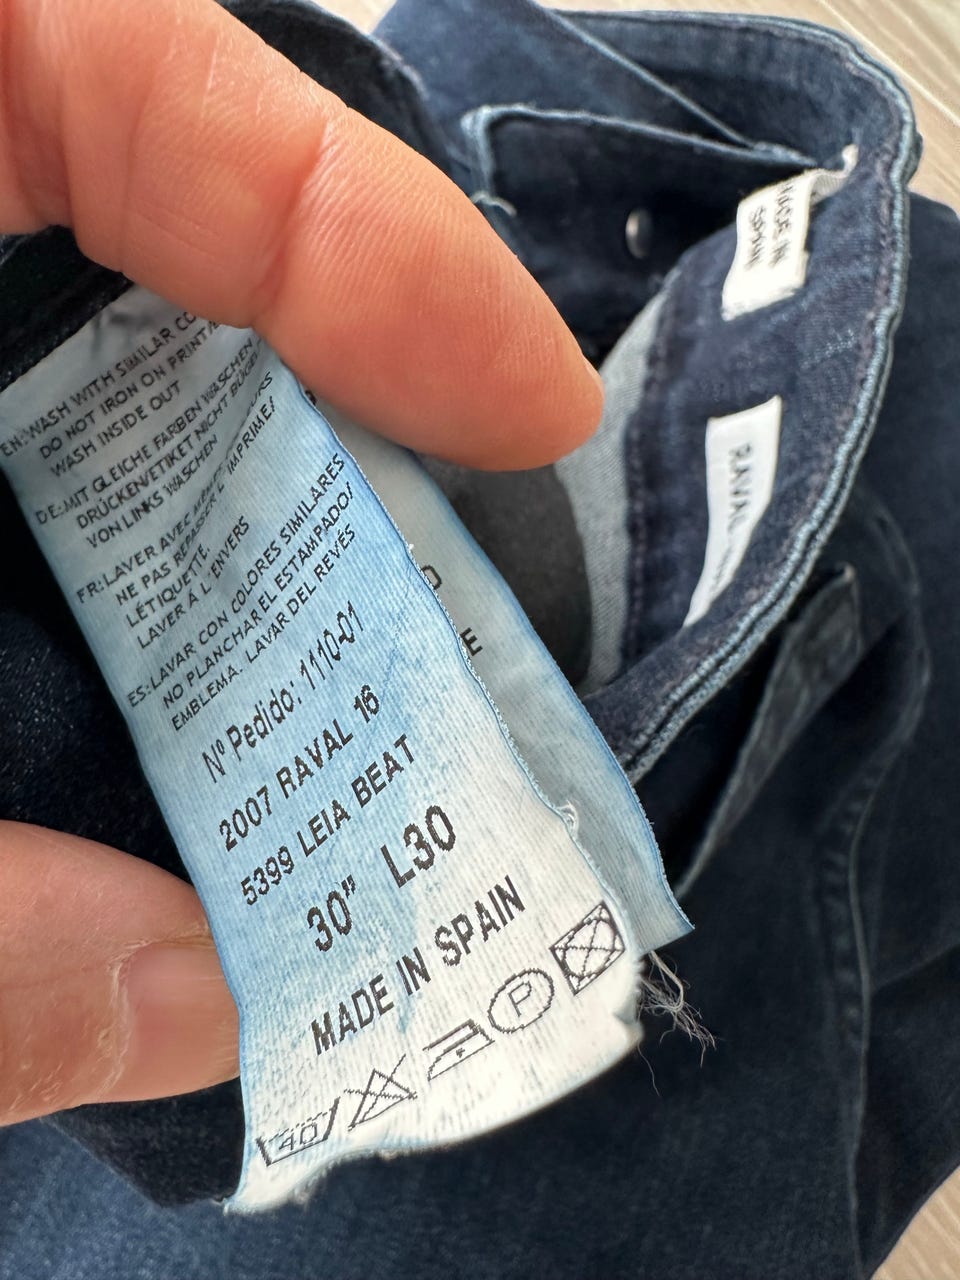 EN:WASH WITH SIMILAR CO
DO NOT IRON ON PRINT/
WASH INSIDE OUT
DE:MIT GLEICHE FARBEN WASCHEN
DRÜCKEN/ETIKET NICHT BÜGE
VON LINKS WASCHEN
FR:LAVER AVEC
NE PAS REPASSER L´IMPRIME/
LÉTIQUETTE.
LAVER À L´ENVERS
ES:LAVAR CON COLORES SIMILARES
NO PLANCHAR EL ESTAMPADO/
EMBLEMA. LAVAR DEL REVÉS
Nº Pedido: 1110-01
2007 RAVAL 16
5399 LEIA BEAT
30” L30
MADE IN SPAIN
40 P
MADE IN
SPAIN
RAVAL